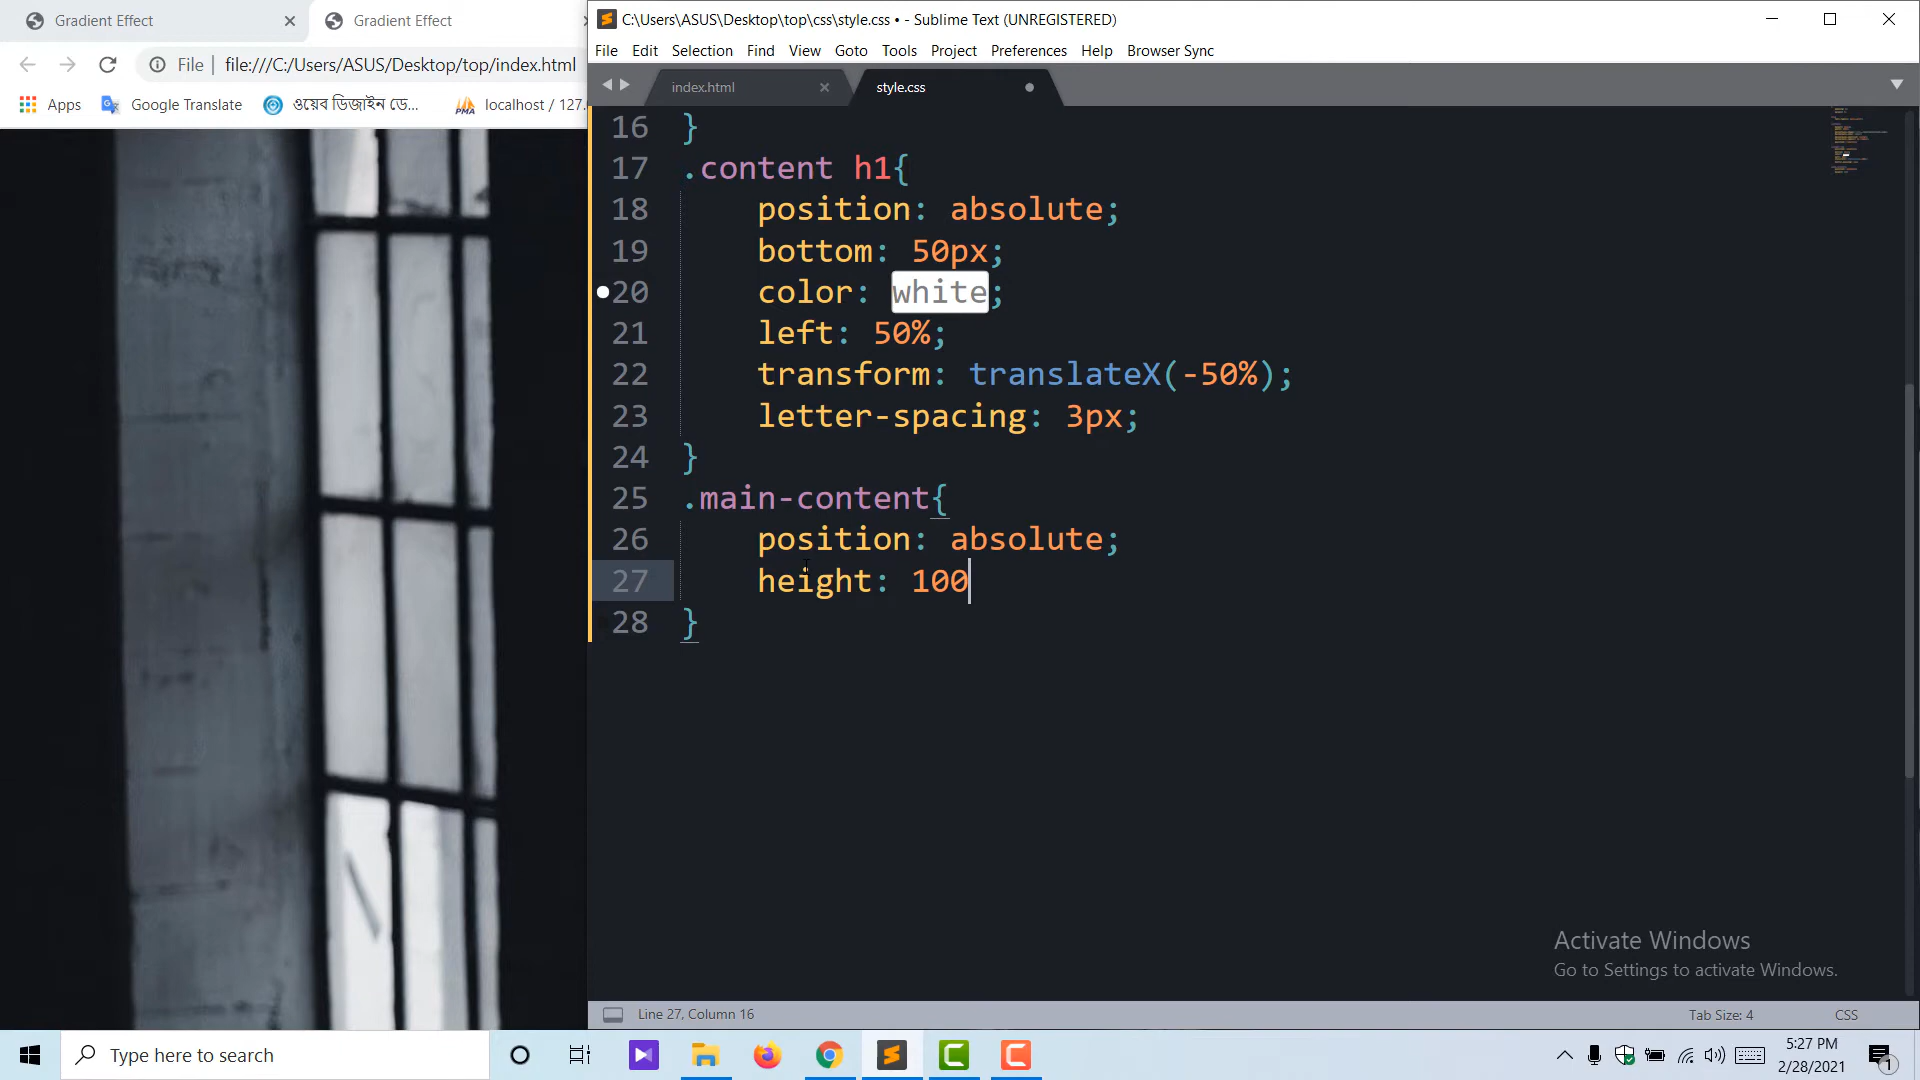 Gradient Effect
Gradient Effect
C:\Users\ASUS\Desktop\top\css\style.css • - Sublime Text (UNREGISTERED)
File Edit Selection Find View Goto Tools Project Preferences Help Browser Sync
File file:///C:/Users/ASUS/Desktop/top/index.html
index.html
style.css
Apps Google Translate ওয়েব ডিজাইন ডে... localhost / 127.
16 }
17 .content h1{
18 position: absolute;
19 bottom: 50px;
20 color: white;
21 left: 50%;
22 transform: translateX(-50%);
23 letter-spacing: 3px;
24 }
25 .main-content{
26 position: absolute;
27 height: 100
28 }
Activate Windows
Go to Settings to activate Windows.
Line 27, Column 16
Tab Size: 4
CSS
Type here to search
5:27 PM
2/28/2021
1